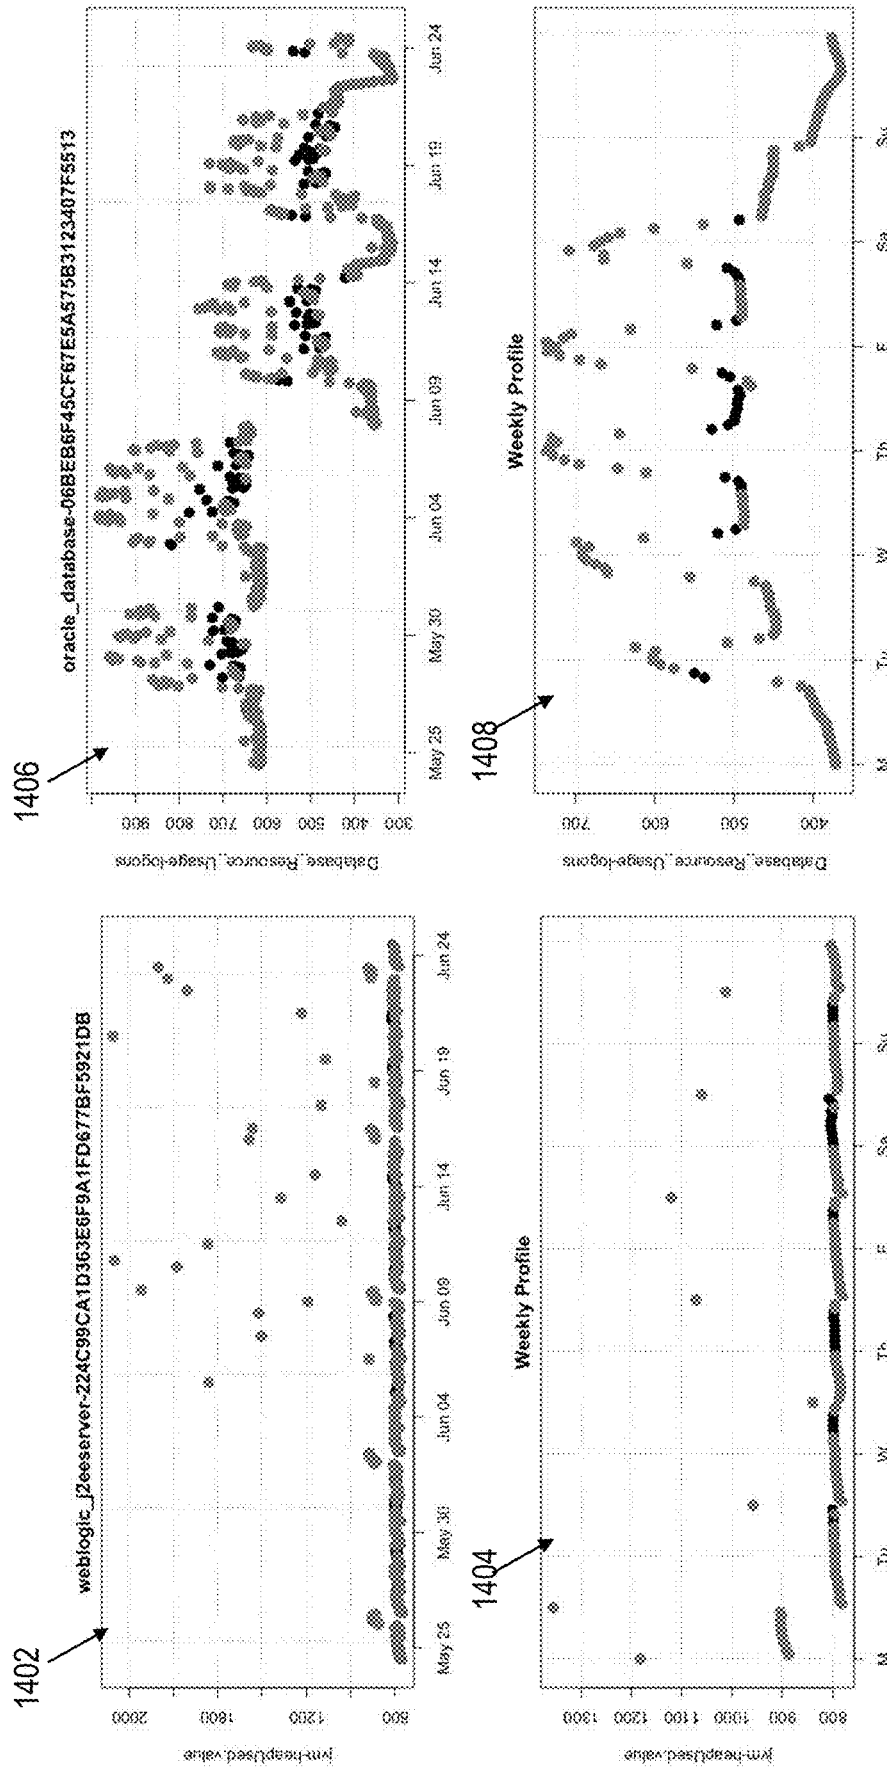 1402
weblogic_j2eeserver-224C99CA1D363E6F9A1FD677BF5921DB
jvm-heapUsed.value
2000
1600
1200
800
May 25 May 30 Jun 04 Jun 09 Jun 14 Jun 19 Jun 24
1406
oracle_database-06BEB6F45CF67E5A575B3123407F5513
Database_Resource_Usage-logons
900
800
700
600
500
400
300
May 25 May 30 Jun 04 Jun 09 Jun 14 Jun 19 Jun 24
1404
Weekly Profile
jvm-heapUsed.value
1300
1200
1100
1000
900
800
M Tu W Th F Sa Su
1408
Weekly Profile
Database_Resource_Usage-logons
700
600
500
400
M Tu W Th F Sa Su